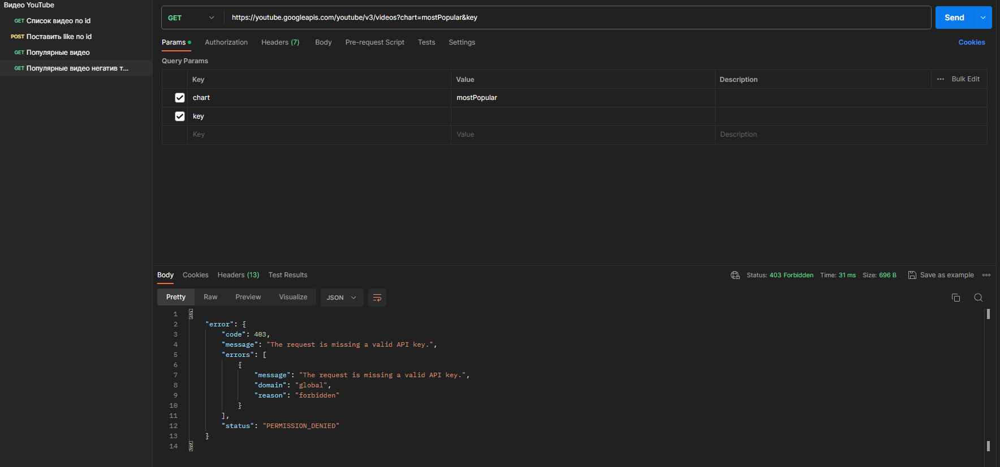 Видео YouTube
GET Список видео по id
POST Поставить like по id
GET Популярные видео
GET Популярные видео негатив т...
GET https://youtube.googleapis.com/youtube/v3/videos?chart=mostPopular&key Send
Params Authorization Headers (7) Body Pre-request Script Tests Settings Cookies
Query Params
Key Value Description ••• Bulk Edit
chart mostPopular
key
Key Value Description
Body Cookies Headers (13) Test Results Status: 403 Forbidden Time: 31 ms Size: 696 B Save as example
Pretty Raw Preview Visualize JSON
1 {
2 "error": {
3 "code": 403,
4 "message": "The request is missing a valid API key.",
5 "errors": [
6 {
7 "message": "The request is missing a valid API key.",
8 "domain": "global",
9 "reason": "forbidden"
10 }
11 ],
12 "status": "PERMISSION_DENIED"
13 }
14 }